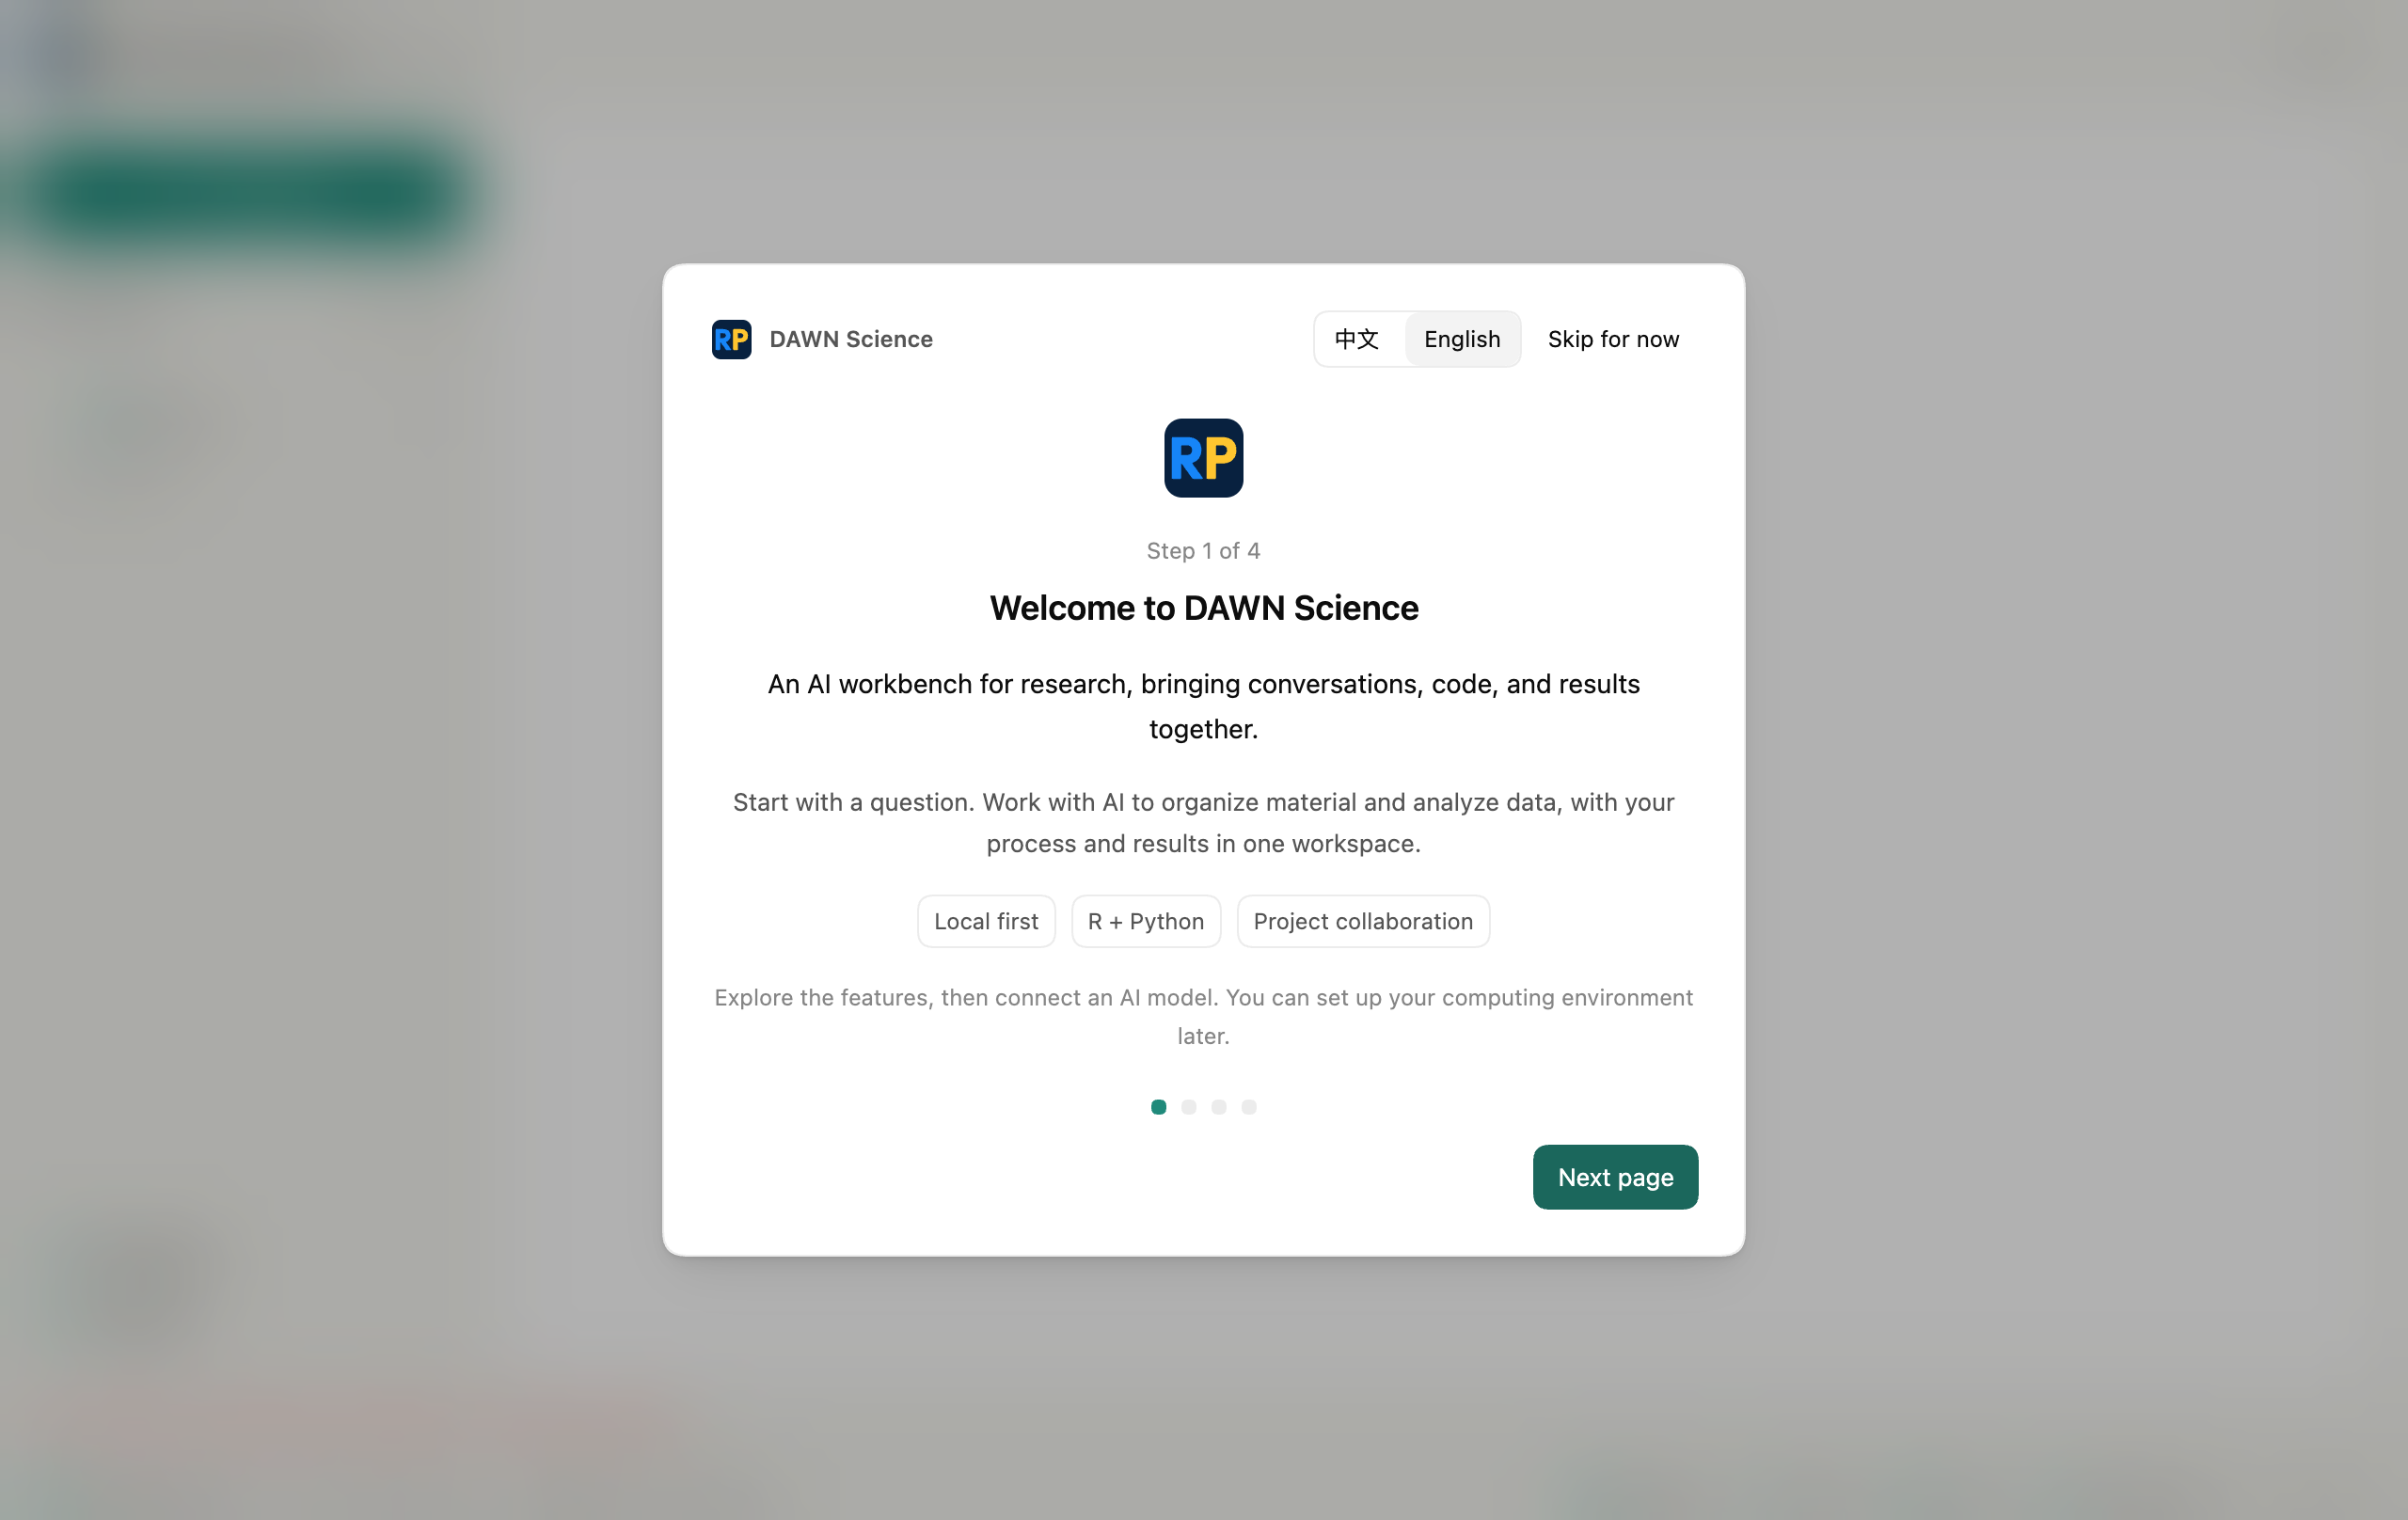 RP DAWN Science 中文 English Skip for now
RP
Step 1 of 4
Welcome to DAWN Science
An AI workbench for research, bringing conversations, code, and results
together.
Start with a question. Work with AI to organize material and analyze data, with your
process and results in one workspace.
Local first R + Python Project collaboration
Explore the features, then connect an AI model. You can set up your computing environment
later.
Next page